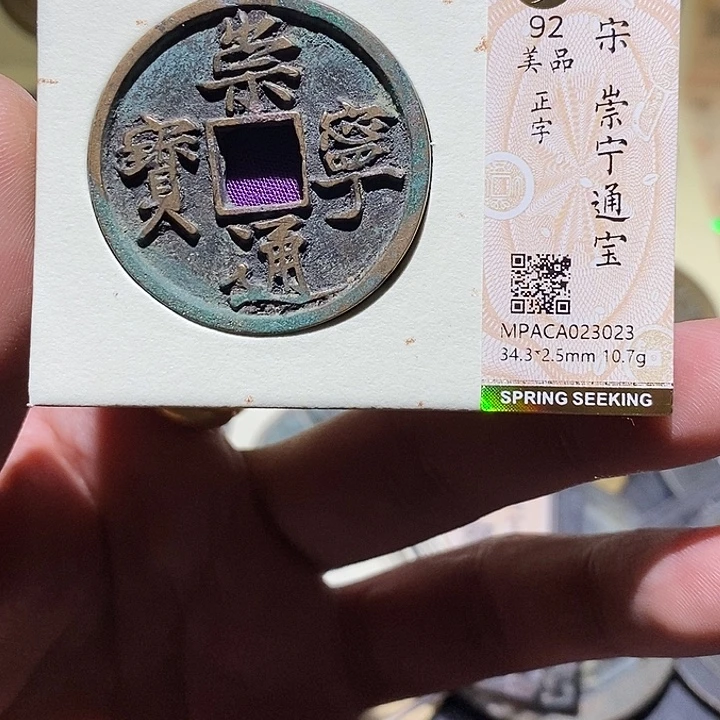 崇
寧
通
寳
92
美品
正字
宋 崇宁通宝
MPACA023023
34.3*2.5mm 10.7g
SPRING SEEKING